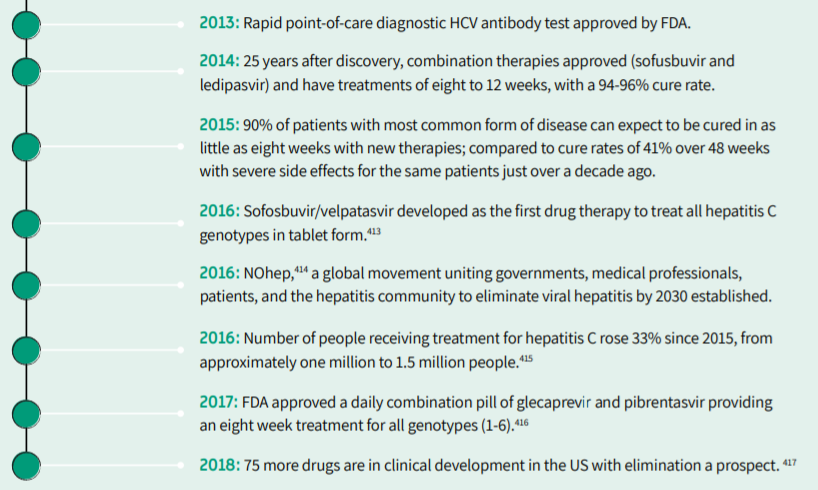 2013: Rapid point-of-care diagnostic HCV antibody test approved by FDA.
2014: 25 years after discovery, combination therapies approved (sofusbuvir and
ledipasvir) and have treatments of eight to 12 weeks, with a 94-96% cure rate.
2015: 90% of patients with most common form of disease can expect to be cured in as
little as eight weeks with new therapies; compared to cure rates of 41% over 48 weeks
with severe side effects for the same patients just over a decade ago.
2016: Sofosbuvir/velpatasvir developed as the first drug therapy to treat all hepatitis C
genotypes in tablet form.413
2016: NOhep,414 a global movement uniting governments, medical professionals,
patients, and the hepatitis community to eliminate viral hepatitis by 2030 established.
2016: Number of people receiving treatment for hepatitis C rose 33% since 2015, from
approximately one million to 1.5 million people.415
2017: FDA approved a daily combination pill of glecaprevir and pibrentasvir providing
an eight week treatment for all genotypes (1-6).416
2018: 75 more drugs are in clinical development in the US with elimination a prospect. 417